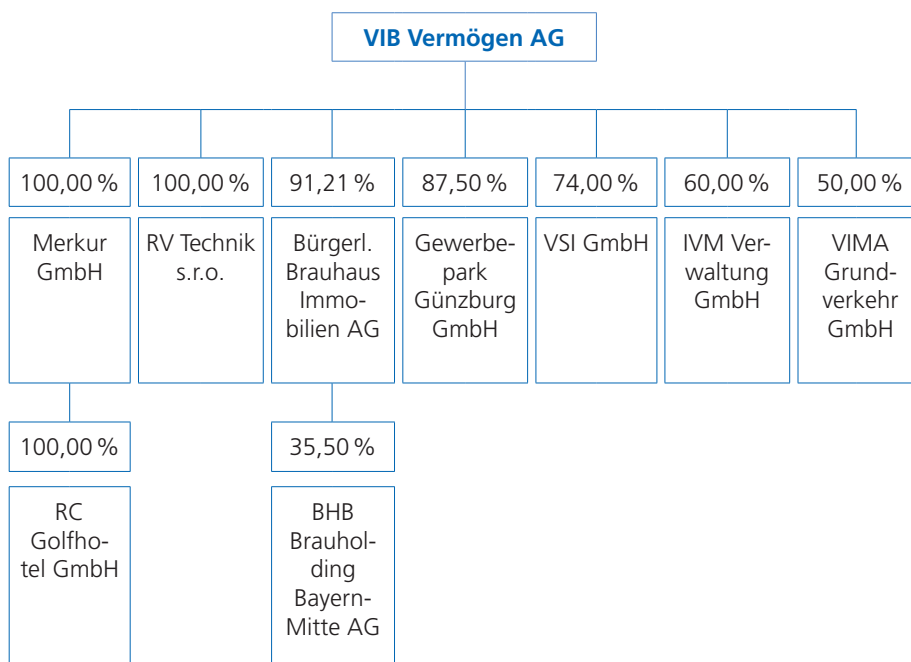 VIB Vermögen AG
100,00 %
100,00 %
91,21 %
87,50 %
74,00 %
60,00 %
50,00 %
Merkur
GmbH
RV Technik
s.r.o.
Bürgerl.
Brauhaus
Immo-
bilien AG
Gewerbe-
park
Günzburg
GmbH
VSI GmbH
IVM Ver-
waltung
GmbH
VIMA
Grund-
verkehr
GmbH
100,00 %
35,50 %
RC
Golfho-
tel GmbH
BHB
Brauhol-
ding
Bayern-
Mitte AG